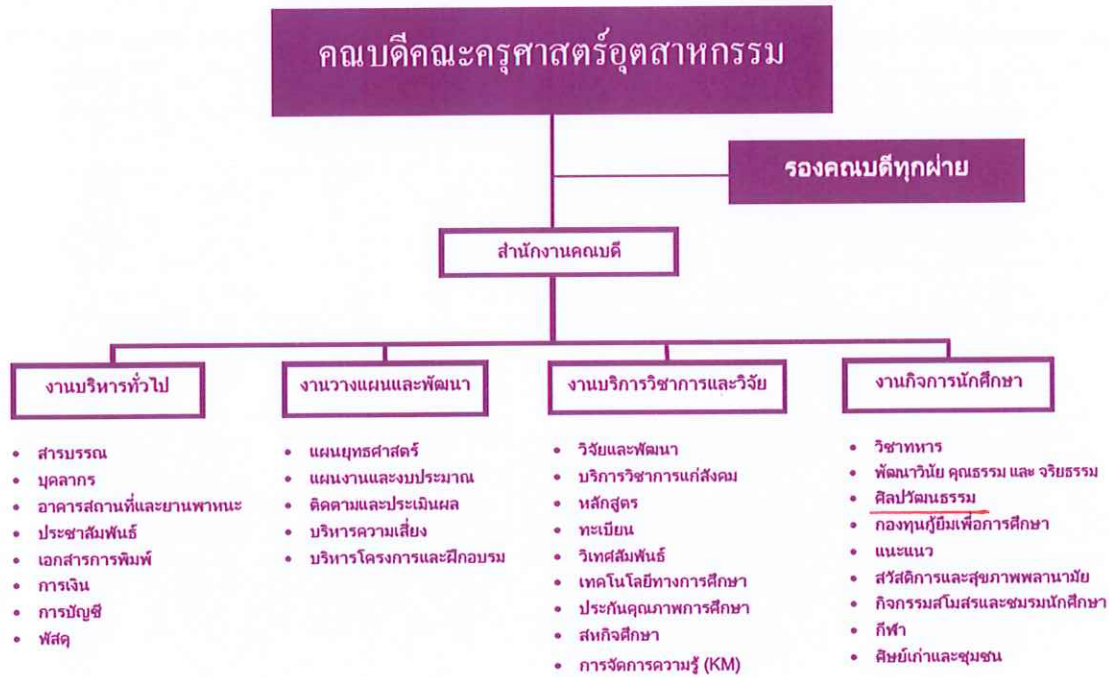 คณบดีคณะครุศาสตร์อุตสาหกรรม
รองคณบดีทุกฝ่าย
สำนักงานคณบดี
งานบริหารทั่วไป
• สารบรรณ
• บุคลากร
• อาคารสถานที่และยานพาหนะ
• ประชาสัมพันธ์
• เอกสารการพิมพ์
• การเงิน
• การบัญชี
• พัสดุ
งานวางแผนและพัฒนา
• แผนยุทธศาสตร์
• แผนงานและงบประมาณ
• ติดตามและประเมินผล
• บริหารความเสี่ยง
• บริหารโครงการและฝึกอบรม
งานบริการวิชาการและวิจัย
• วิจัยและพัฒนา
• บริการวิชาการแก่สังคม
• หลักสูตร
• ทะเบียน
• วิเทศสัมพันธ์
• เทคโนโลยีทางการศึกษา
• ประกันคุณภาพการศึกษา
• สหกิจศึกษา
• การจัดการความรู้ (KM)
งานกิจการนักศึกษา
• วิชาทหาร
• พัฒนาวินัย คุณธรรม และ จริยธรรม
• ศิลปวัฒนธรรม
• กองทุนกู้ยืมเพื่อการศึกษา
• แนะแนว
• สวัสดิการและสุขภาพพลานามัย
• กิจกรรมสโมสรและชมรมนักศึกษา
• กีฬา
• ศิษย์เก่าและชุมชน